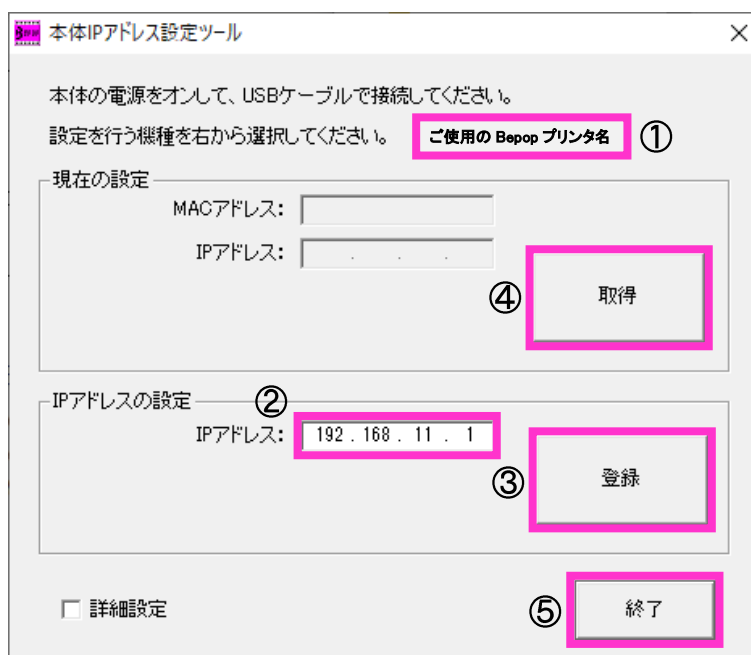 Bepop 本体IPアドレス設定ツール
本体の電源をオンして、USBケーブルで接続してください。
設定を行う機種を右から選択してください。 ご使用の Bepop プリンタ名 ①
現在の設定
MACアドレス:
IPアドレス: . . .
④ 取得
IPアドレスの設定 ②
IPアドレス: 192 . 168 . 11 . 1
③ 登録
詳細設定
⑤ 終了